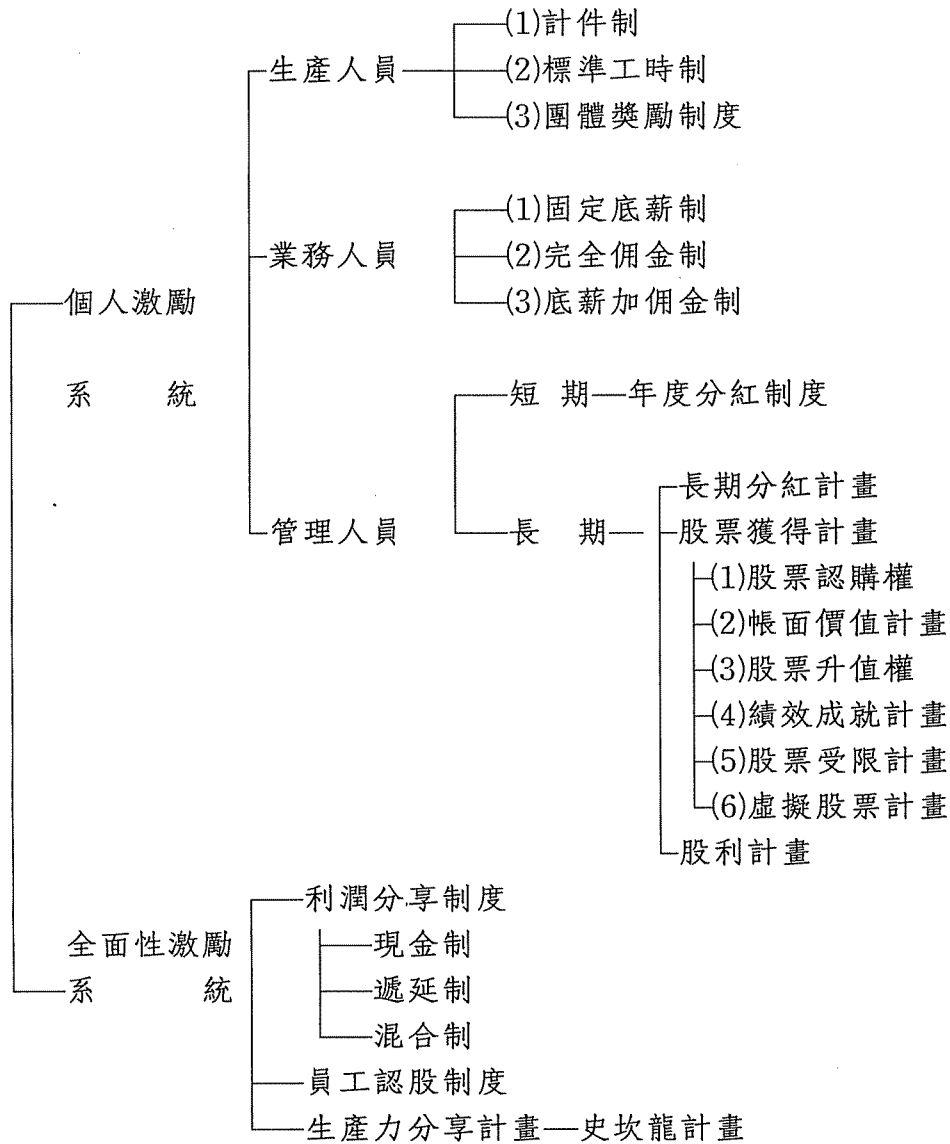 (1)計件制
生產人員
(2)標準工時制
(3)團體獎勵制度
(1)固定底薪制
業務人員
(2)完全佣金制
個人激勵
(3)底薪加佣金制
系 統
短 期
年度分紅制度
長期分紅計畫
管理人員
長 期
股票獲得計畫
(1)股票認購權
(2)帳面價值計畫
(3)股票升值權
(4)績效成就計畫
(5)股票受限計畫
(6)虛擬股票計畫
股利計畫
利潤分享制度
全面性激勵
現金制
系 統
遞延制
混合制
員工認股制度
生產力分享計畫—史坎龍計畫